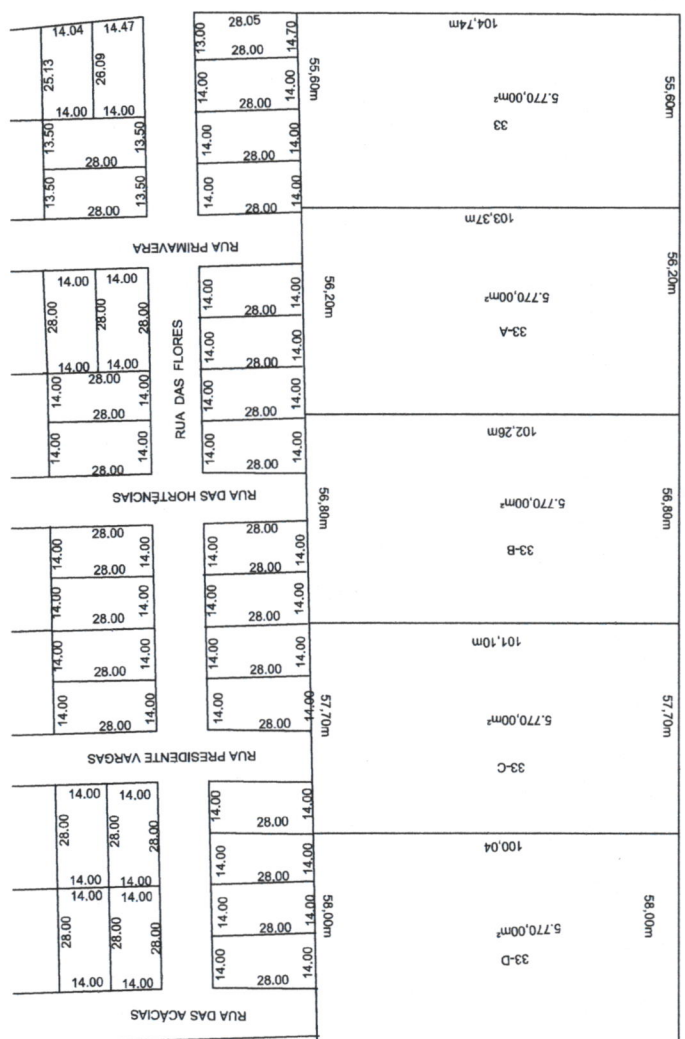 14.04 14.47
25.13 26.09
14.00 14.00
13.50 13.50
28.00
13.50 13.50
28.00
28.05
13.00 14.70
28.00
14.00 14.00
28.00
14.00 14.00
28.00
14.00 14.00
28.00
104,74m
55,60m 55,60m
5.770,00m²
33
RUA PRIMAVERA
103,37m
14.00 14.00
28.00 28.00 28.00
14.00 14.00
28.00
14.00 14.00
28.00
14.00 14.00
28.00
RUA DAS FLORES
14.00 14.00
28.00
14.00 14.00
28.00
14.00 14.00
28.00
14.00 14.00
28.00
56,20m 56,20m
5.770,00m²
33-A
RUA DAS HORTÊNCIAS
102,26m
28.00
14.00 14.00
28.00
14.00 14.00
28.00
14.00 14.00
28.00
14.00 14.00
28.00
28.00
14.00 14.00
28.00
14.00 14.00
28.00
14.00 14.00
28.00
14.00 14.00
28.00
56,80m 56,80m
5.770,00m²
33-B
101,10m
57,70m 57,70m
5.770,00m²
33-C
RUA PRESIDENTE VARGAS
14.00 14.00
28.00 28.00 28.00
14.00 14.00
14.00 14.00
28.00 28.00 28.00
14.00 14.00
14.00 14.00
28.00
14.00 14.00
28.00
14.00 14.00
28.00
14.00 14.00
28.00
100,04
58,00m 58,00m
5.770,00m²
33-D
RUA DAS ACÁCIAS